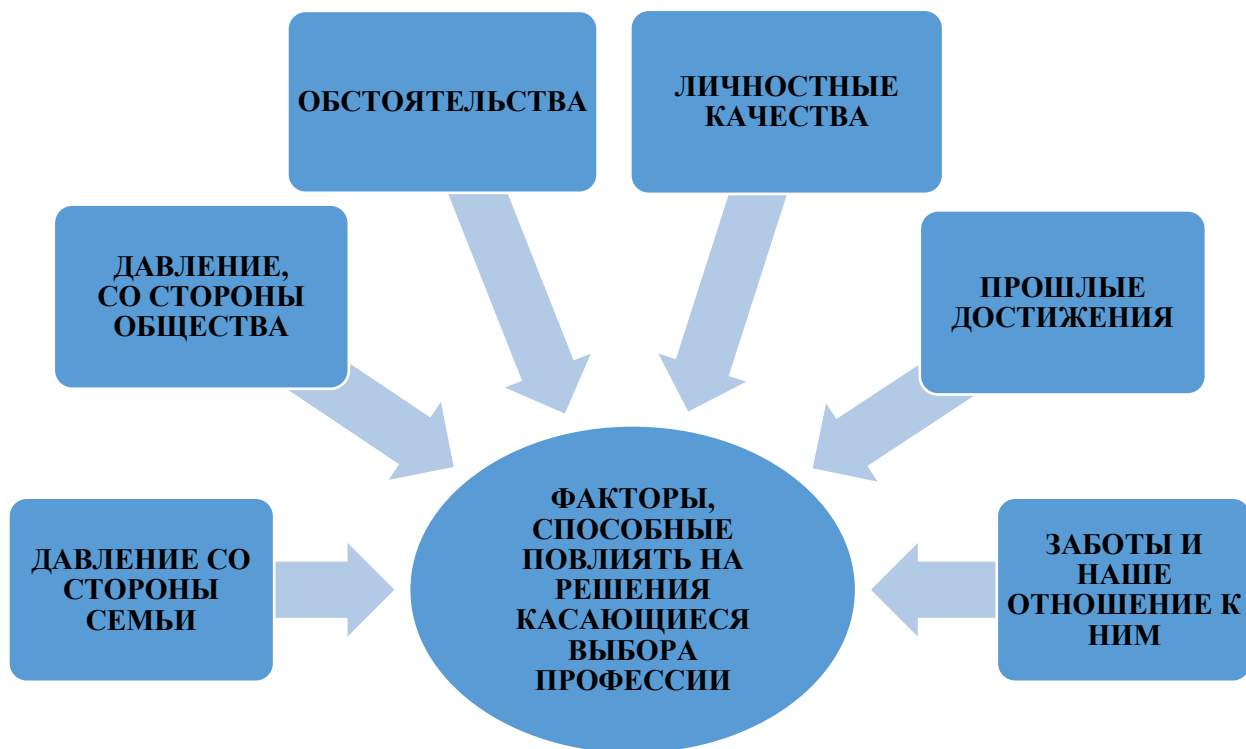 ОБСТОЯТЕЛЬСТВА
ЛИЧНОСТНЫЕ
КАЧЕСТВА
ДАВЛЕНИЕ,
СО СТОРОНЫ
ОБЩЕСТВА
ПРОШЛЫЕ
ДОСТИЖЕНИЯ
ДАВЛЕНИЕ СО
СТОРОНЫ
СЕМЬИ
ФАКТОРЫ,
СПОСОБНЫЕ
ПОВЛИЯТЬ НА
РЕШЕНИЯ
КАСАЮЩИЕСЯ
ВЫБОРА
ПРОФЕССИИ
ЗАБОТЫ И
НАШЕ
ОТНОШЕНИЕ К
НИМ